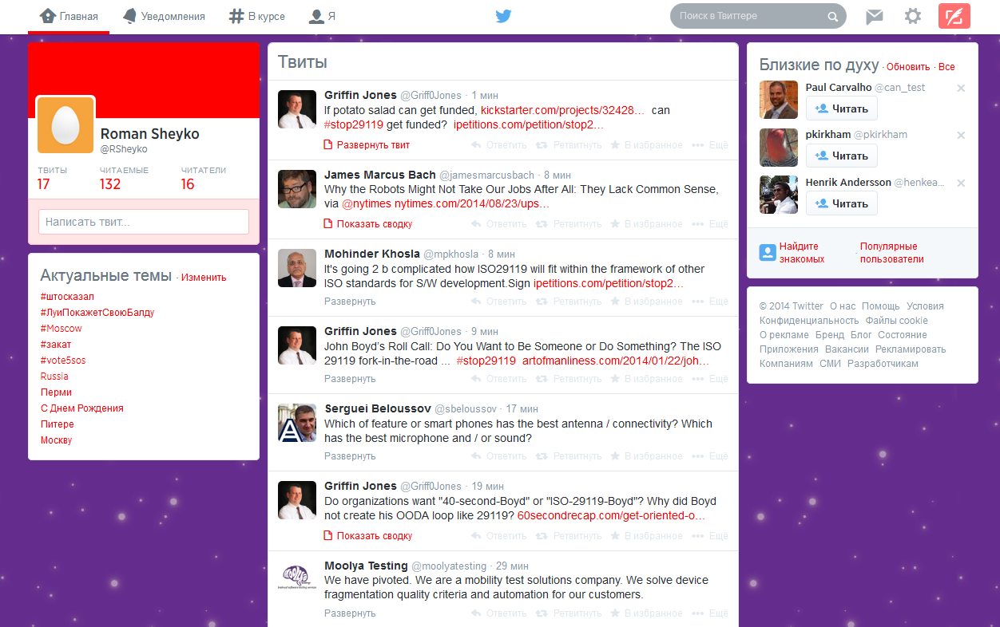 Главная Уведомления В курсе Я Поиск в Твиттере
Roman Sheyko
@RSheyko
ТВИТЫ ЧИТАЕМЫЕ ЧИТАТЕЛИ
17 132 16
Написать твит...
Актуальные темы · Изменить
#штосказал
#ЛуиПокажетСвоюБалду
#Moscow
#закат
#vote5sos
Russia
Перми
С Днем Рождения
Питере
Москву
Твиты
Griffin Jones @Griff0Jones · 1 мин
If potato salad can get funded, kickstarter.com/projects/32428... can
#stop29119 get funded? ipetitions.com/petition/stop2...
Развернуть твит Ответить Ретвитнуть В избранное Ещё
James Marcus Bach @jamesmarcusbach · 8 мин
Why the Robots Might Not Take Our Jobs After All: They Lack Common Sense,
via @nytimes nytimes.com/2014/08/23/ups...
Показать сводку Ответить Ретвитнуть В избранное Ещё
Mohinder Khosla @mpkhosla · 8 мин
It's going 2 b complicated how ISO29119 will fit within the framework of other
ISO standards for S/W development.Sign ipetitions.com/petition/stop2...
Развернуть Ответить Ретвитнуть В избранное Ещё
Griffin Jones @Griff0Jones · 9 мин
John Boyd's Roll Call: Do You Want to Be Someone or Do Something? The ISO
29119 fork-in-the-road ... #stop29119 artofmanliness.com/2014/01/22/joh...
Развернуть Ответить Ретвитнуть В избранное Ещё
Serguei Beloussov @sbeloussov · 17 мин
Which of feature or smart phones has the best antenna / connectivity? Which
has the best microphone and / or sound?
Развернуть Ответить Ретвитнуть В избранное Ещё
Griffin Jones @Griff0Jones · 19 мин
Do organizations want "40-second-Boyd" or "ISO-29119-Boyd"? Why did Boyd
not create his OODA loop like 29119? 60secondrecap.com/get-oriented-o...
Показать сводку Ответить Ретвитнуть В избранное Ещё
moolya
Moolya Testing @moolyatesting · 29 мин
We have pivoted. We are a mobility test solutions company. We solve device
fragmentation quality criteria and automation for our customers.
Развернуть Ответить Ретвитнуть В избранное Ещё
Близкие по духу · Обновить · Все
Paul Carvalho @can_test
Читать
pkirkham @pkirkham
Читать
Henrik Andersson @henkea...
Читать
Найдите знакомых · Популярные пользователи
© 2014 Twitter О нас Помощь Условия
Конфиденциальность Файлы cookie
О рекламе Бренд Блог Состояние
Приложения Вакансии Рекламировать
Компаниям СМИ Разработчикам